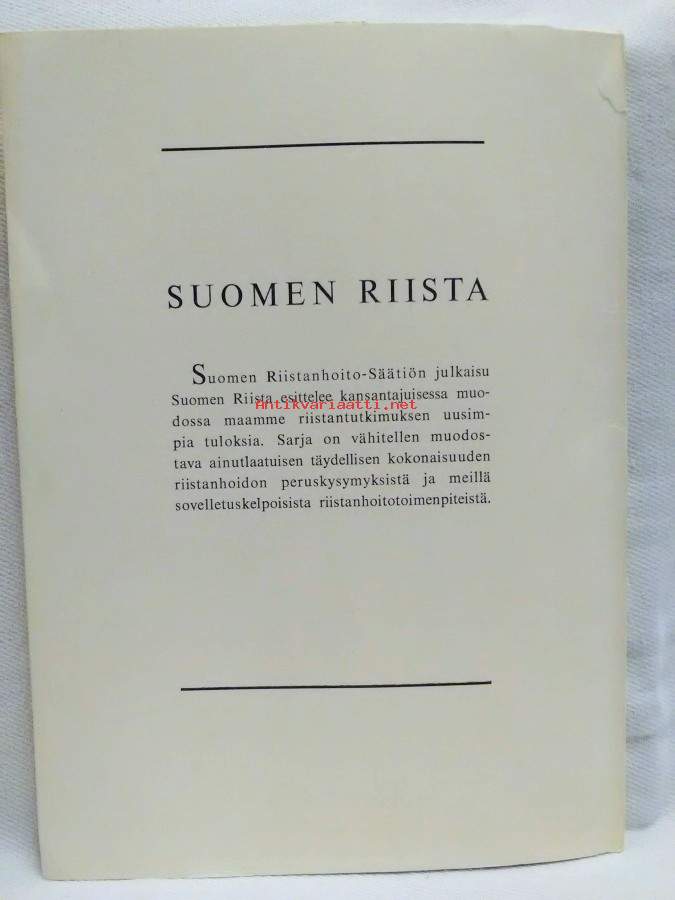 SUOMEN RIISTA
Suomen Riistanhoito-Säätiön julkaisu
Suomen Riista esittelee kansantajuisessa muo-
Antikvariaatti.net
dossa maamme riistantutkimuksen uusim-
pia tuloksia. Sarja on vähitellen muodos-
tava ainutlaatuisen täydellisen kokonaisuuden
riistanhoidon peruskysymyksistä ja meillä
sovelletuskelpoisista riistanhoitotoimenpiteistä.